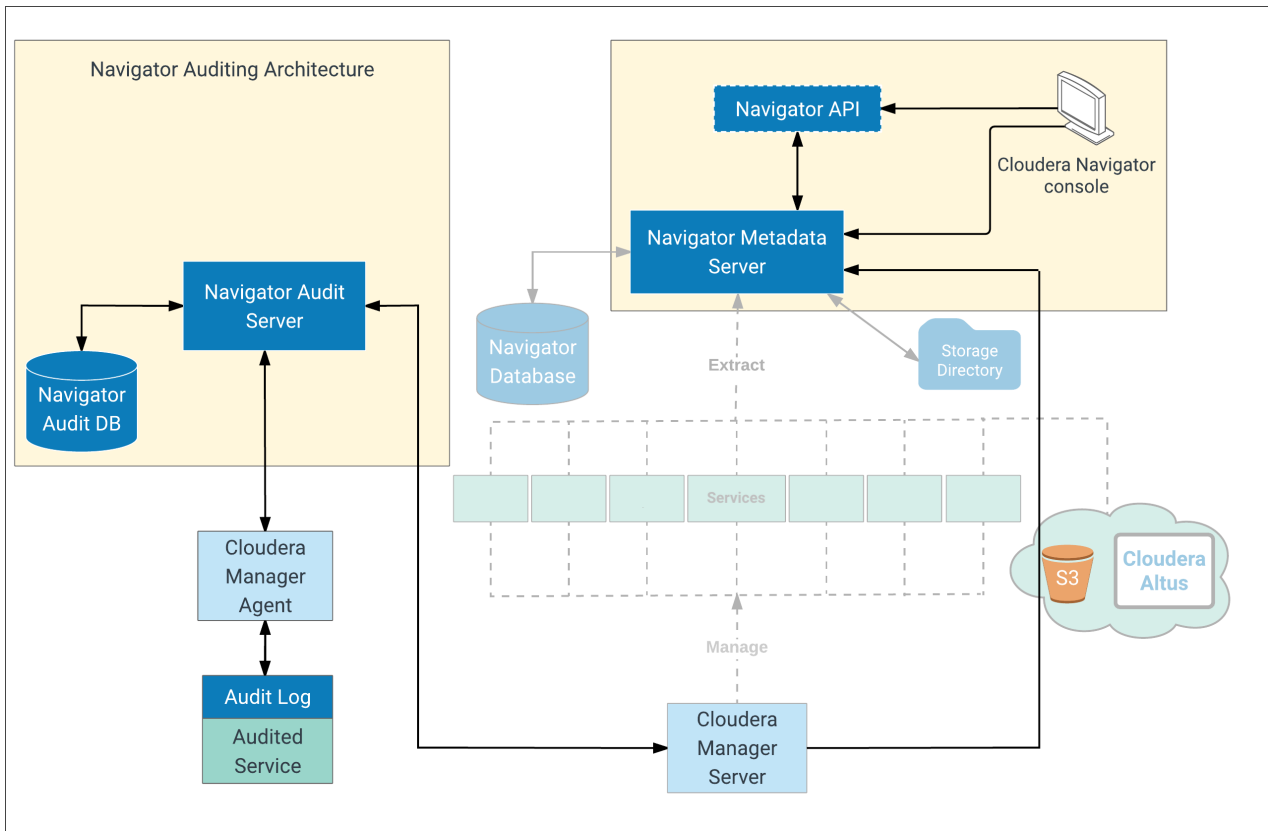 Navigator Auditing Architecture
Navigator API
Cloudera Navigator
console
Navigator Metadata
Server
Navigator Audit
Server
Navigator
Database
Storage
Directory
Extract
Navigator
Audit DB
Services
Cloudera
Manager
Agent
S3
Cloudera
Altus
Manage
Audit Log
Audited
Service
Cloudera
Manager
Server